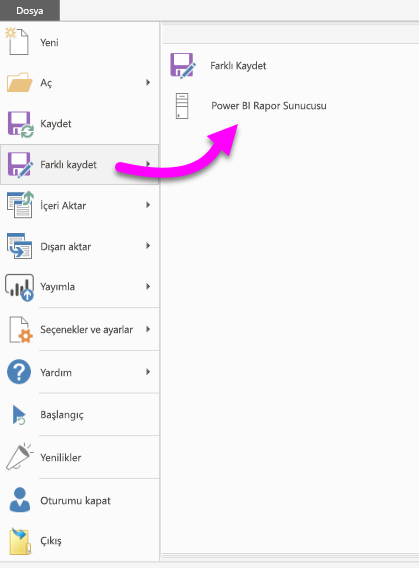 Dosya
Yeni
Aç
Kaydet
Farklı kaydet
İçeri Aktar
Dışarı aktar
Yayımla
Seçenekler ve ayarlar
Yardım
Başlangıç
Yenilikler
Oturumu kapat
Çıkış
Farklı Kaydet
Power BI Rapor Sunucusu